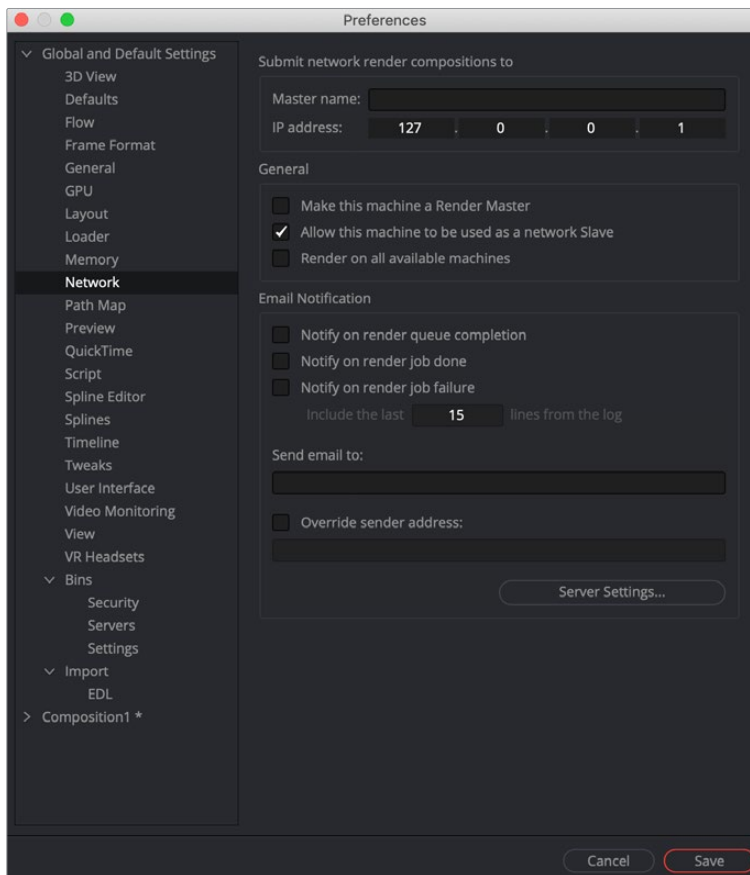 Preferences
Global and Default Settings
3D View
Defaults
Flow
Frame Format
General
GPU
Layout
Loader
Memory
Network
Path Map
Preview
QuickTime
Script
Spline Editor
Splines
Timeline
Tweaks
User Interface
Video Monitoring
View
VR Headsets
Bins
Security
Servers
Settings
Import
EDL
Composition1 *
Submit network render compositions to
Master name:
IP address: 127 . 0 . 0 . 1
General
Make this machine a Render Master
Allow this machine to be used as a network Slave
Render on all available machines
Email Notification
Notify on render queue completion
Notify on render job done
Notify on render job failure
Include the last 15 lines from the log
Send email to:
Override sender address:
Server Settings...
Cancel Save